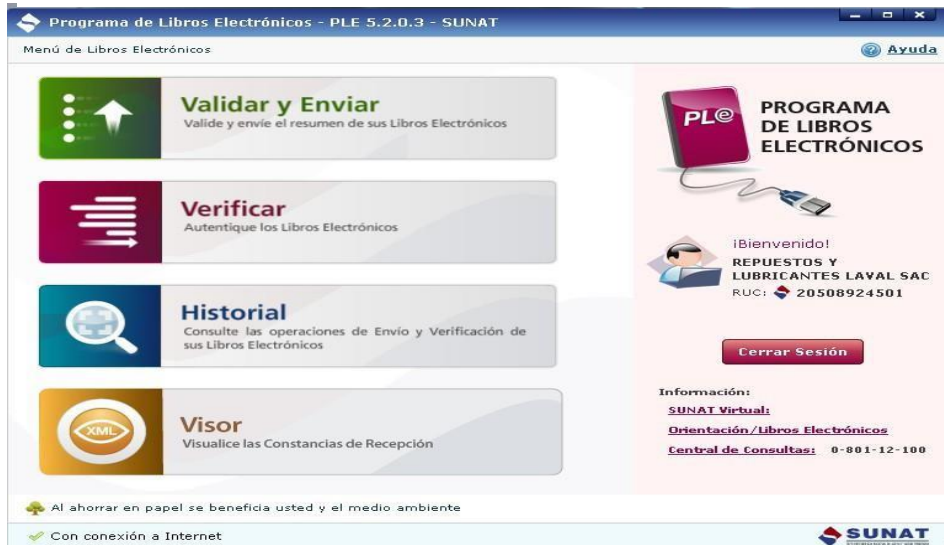 Programa de Libros Electrónicos - PLE 5.2.0.3 - SUNAT
Menú de Libros Electrónicos
Ayuda
Validar y Enviar
Valide y envíe el resumen de sus Libros Electrónicos
Verificar
Autentique los Libros Electrónicos
Historial
Consulte las operaciones de Envío y Verificación de
sus Libros Electrónicos
XML
Visor
Visualice las Constancias de Recepción
PLe
PROGRAMA
DE LIBROS
ELECTRÓNICOS
¡Bienvenido!
REPUESTOS Y
LUBRICANTES LAVAL SAC
RUC: 20508924501
Cerrar Sesión
Información:
SUNAT Virtual:
Orientación/Libros Electrónicos
Central de Consultas: 0-801-12-100
Al ahorrar en papel se beneficia usted y el medio ambiente
Con conexión a Internet
SUNAT